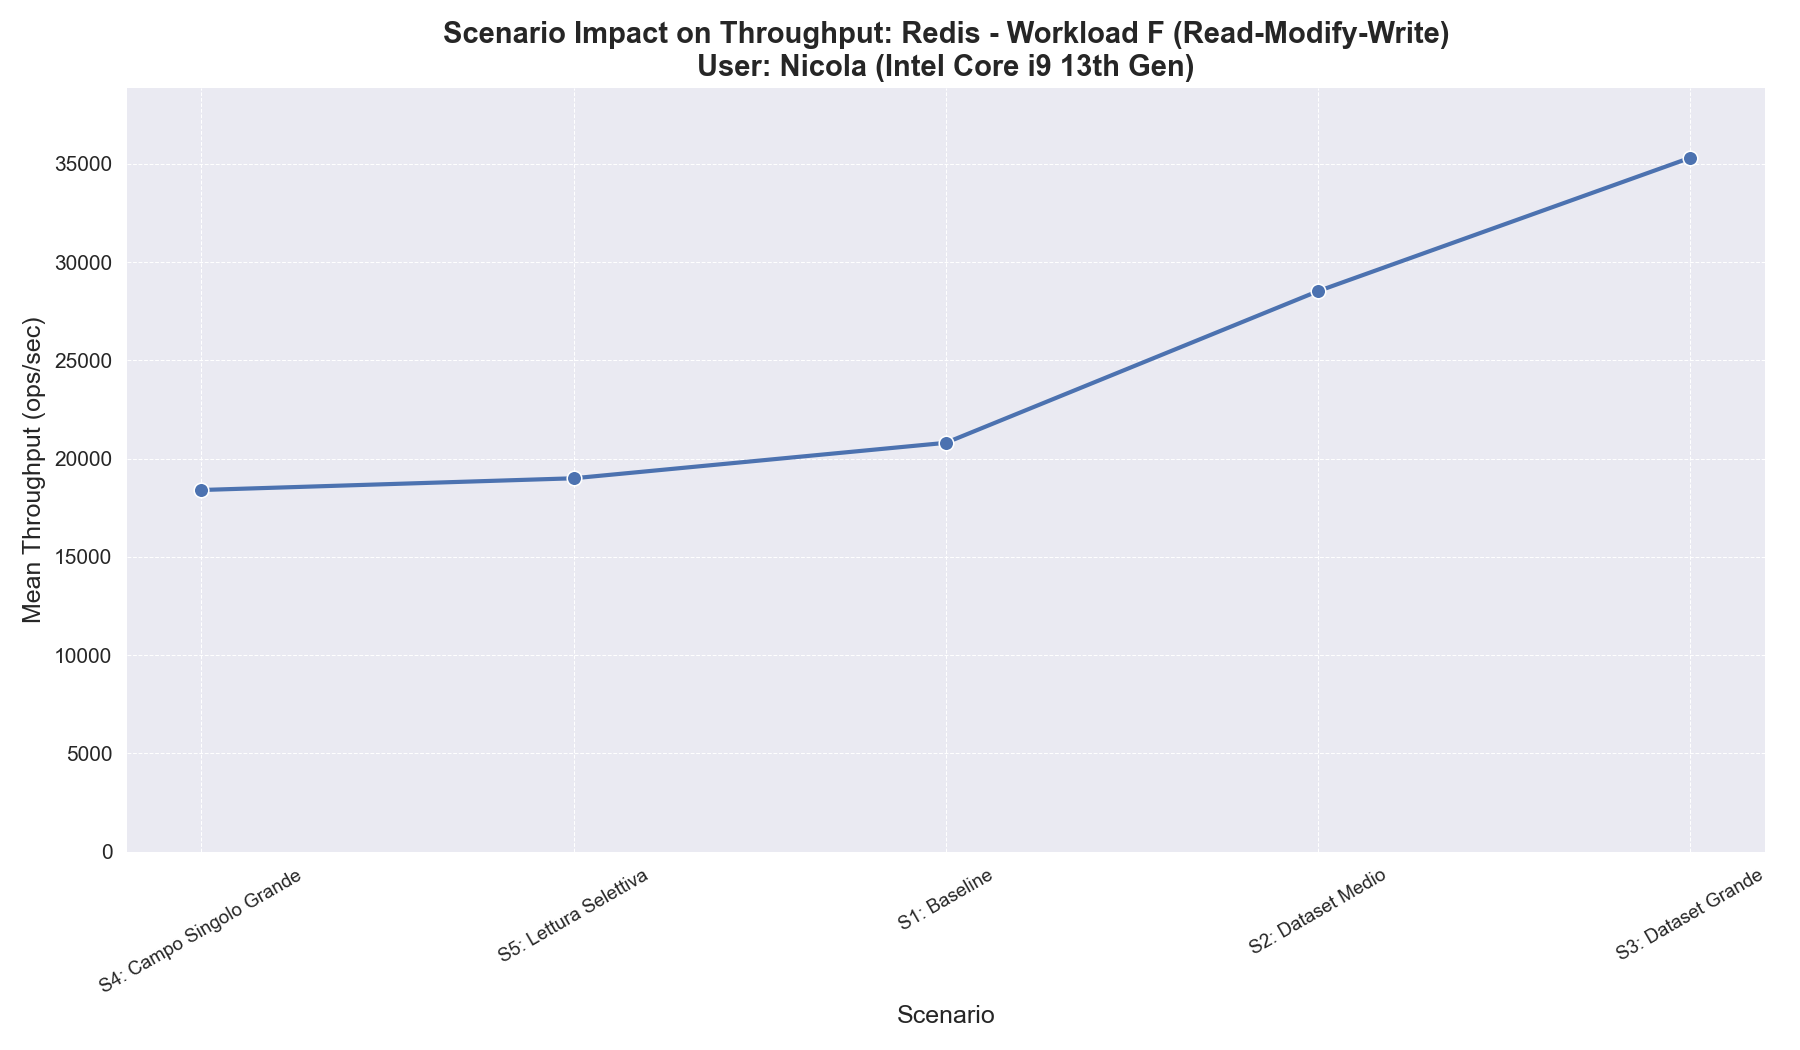 Scenario Impact on Throughput: Redis - Workload F (Read-Modify-Write)
User: Nicola (Intel Core i9 13th Gen)
Mean Throughput (ops/sec)
35000
30000
25000
20000
15000
10000
5000
0
S4: Campo Singolo Grande
S5: Lettura Selettiva
S1: Baseline
S2: Dataset Medio
S3: Dataset Grande
Scenario